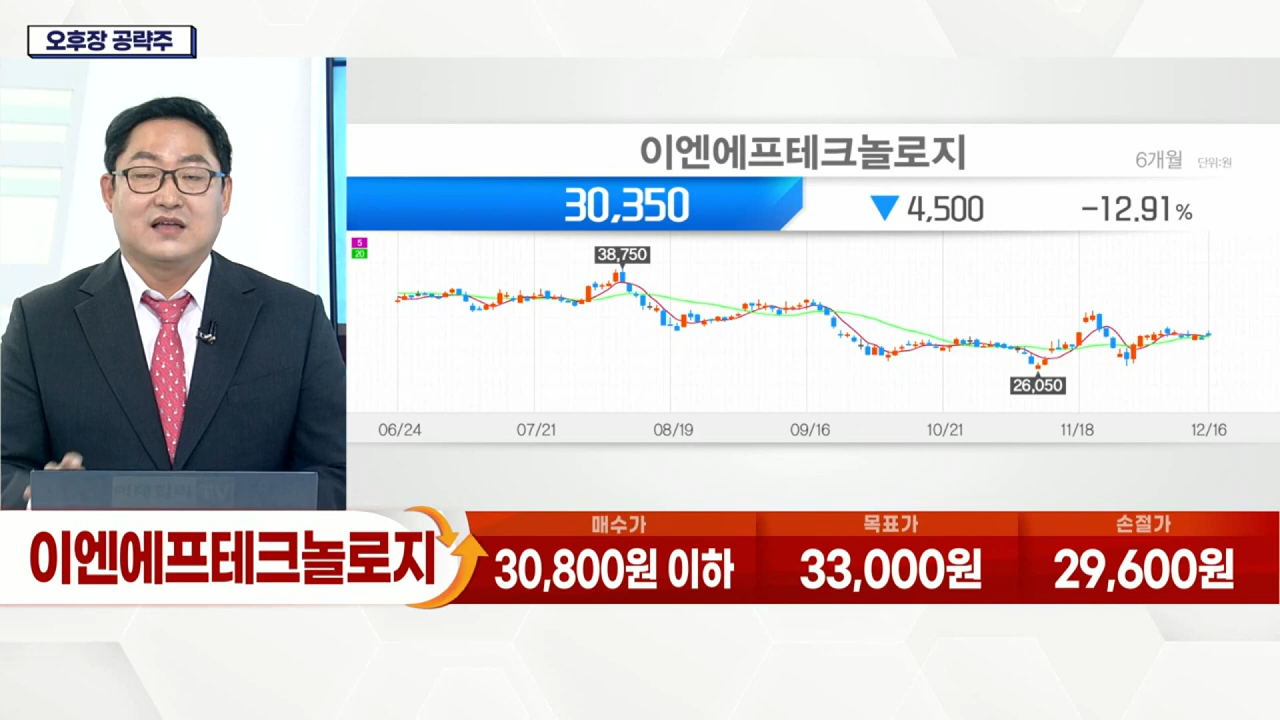 오후장 공략주
이엔에프테크놀로지
6개월 단위:원
30,350 ▼ 4,500 -12.91%
5
20
38,750
26,050
06/24 07/21 08/19 09/16 10/21 11/18 12/16
이엔에프테크놀로지
매수가 목표가 손절가
30,800원 이하 33,000원 29,600원